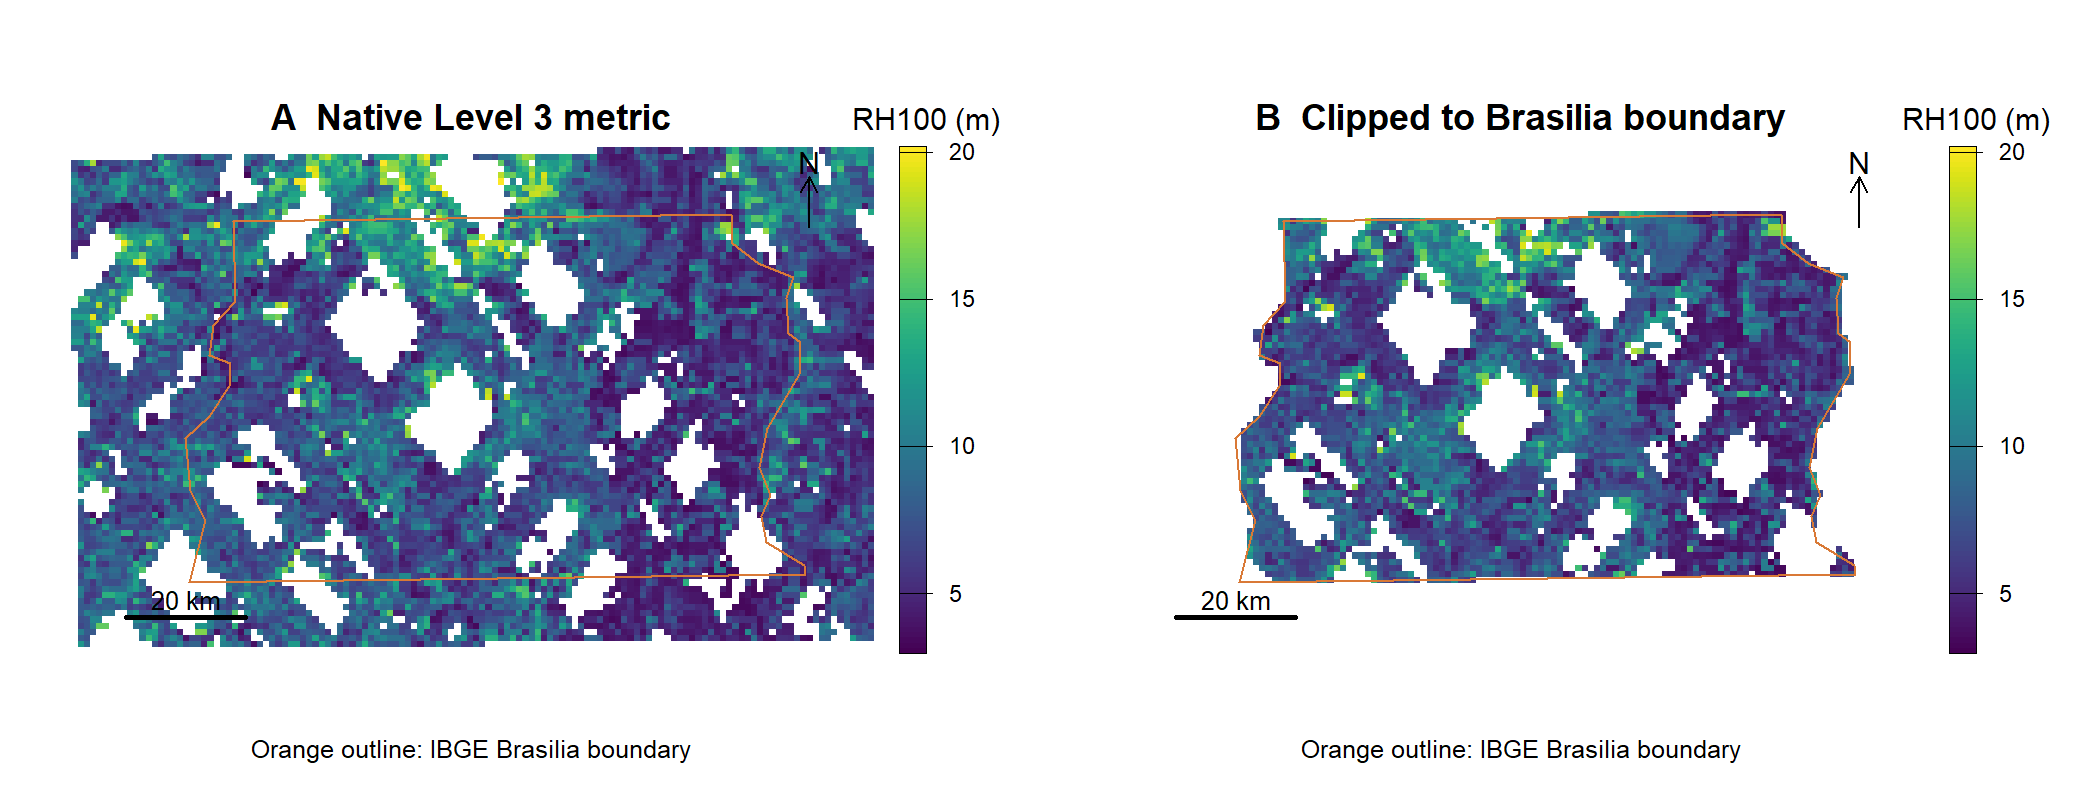 A  Native Level 3 metric
RH100 (m)
N
20
15
10
5
20 km
Orange outline: IBGE Brasilia boundary
B  Clipped to Brasilia boundary
RH100 (m)
N
20
15
10
5
20 km
Orange outline: IBGE Brasilia boundary